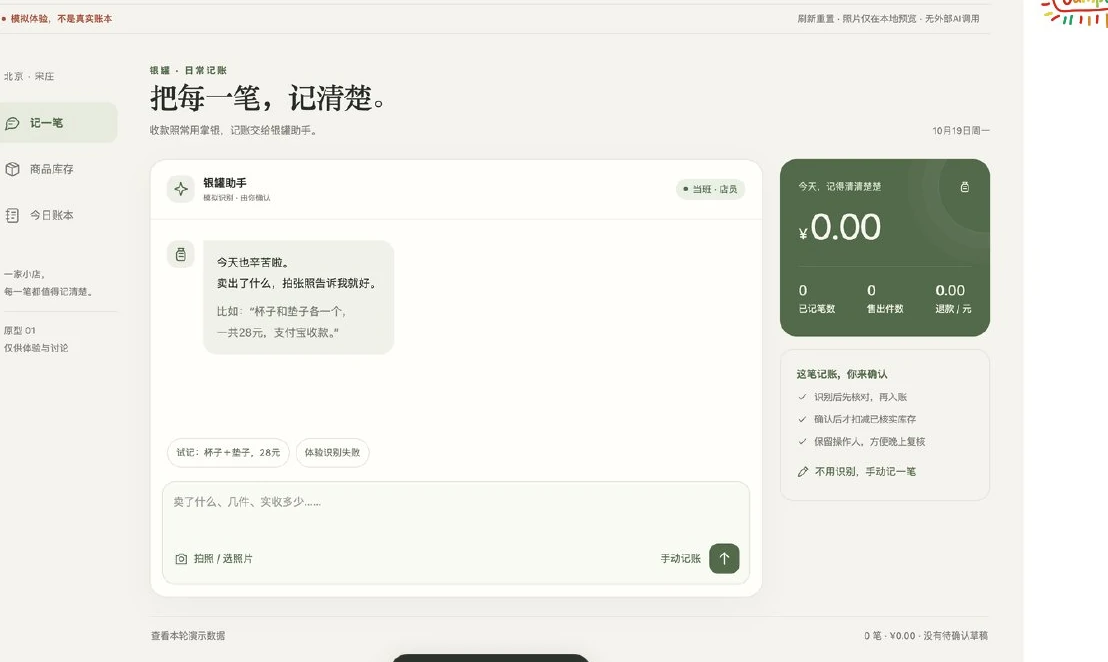 模拟体验，不是真实账本
刷新重置 · 照片仅在本地预览 · 无外部AI调用
北京 · 宋庄
记一笔
商品库存
今日账本
一家小店，
每一笔都值得记清楚。
原型 01
仅供体验与讨论
银罐 · 日常记账
把每一笔，记清楚。
收款照常用掌银，记账交给银罐助手。
10月19日周一
银罐助手
模拟识别 · 由你确认
当班 · 店员
今天也辛苦啦。
卖出了什么，拍张照告诉我就好。
比如：“杯子和垫子各一个，
一共28元，支付宝收款。”
试记：杯子＋垫子，28元
体验识别失败
卖了什么、几件、实收多少……
拍照 / 选照片
手动记账
今天，记得清清楚楚
¥0.00
0
0
0.00
已记笔数
售出件数
退款 / 元
这笔记账，你来确认
识别后先核对，再入账
确认后才扣减已核实库存
保留操作人，方便晚上复核
不用识别，手动记一笔
查看本轮演示数据
0 笔 · ¥0.00 · 没有待确认草稿